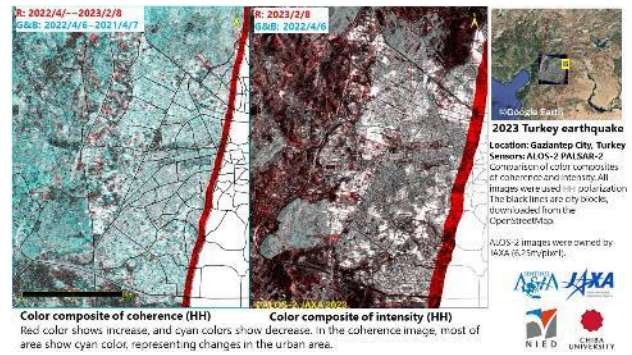 R: 2022/4/~~2023/2/8
G&B: 2022/4/6~2021/4/7
R: 2023/2/8
G&B: 2022/4/6
PALOS-2, JAXA 2023
Color composite of coherence (HH)
Color composite of intensity (HH)
Red color shows increase, and cyan colors show decrease. In the coherence image, most of
area show cyan color, representing changes in the urban area.
©Google Earth
2023 Turkey earthquake
Location: Gaziantep City, Turkey
Sensors: ALOS-2 PALSAR-2
Comparison of color composites
of coherence and intensity. All
images were used HH polarization
The black lines are city blocks,
downloaded from the
OpenStreetMap.
ALOS-2 images were owned by
JAXA (6.25m/pixel).
SENTINEL
ASIA
JAXA
NIED
CHIBA
UNIVERSITY